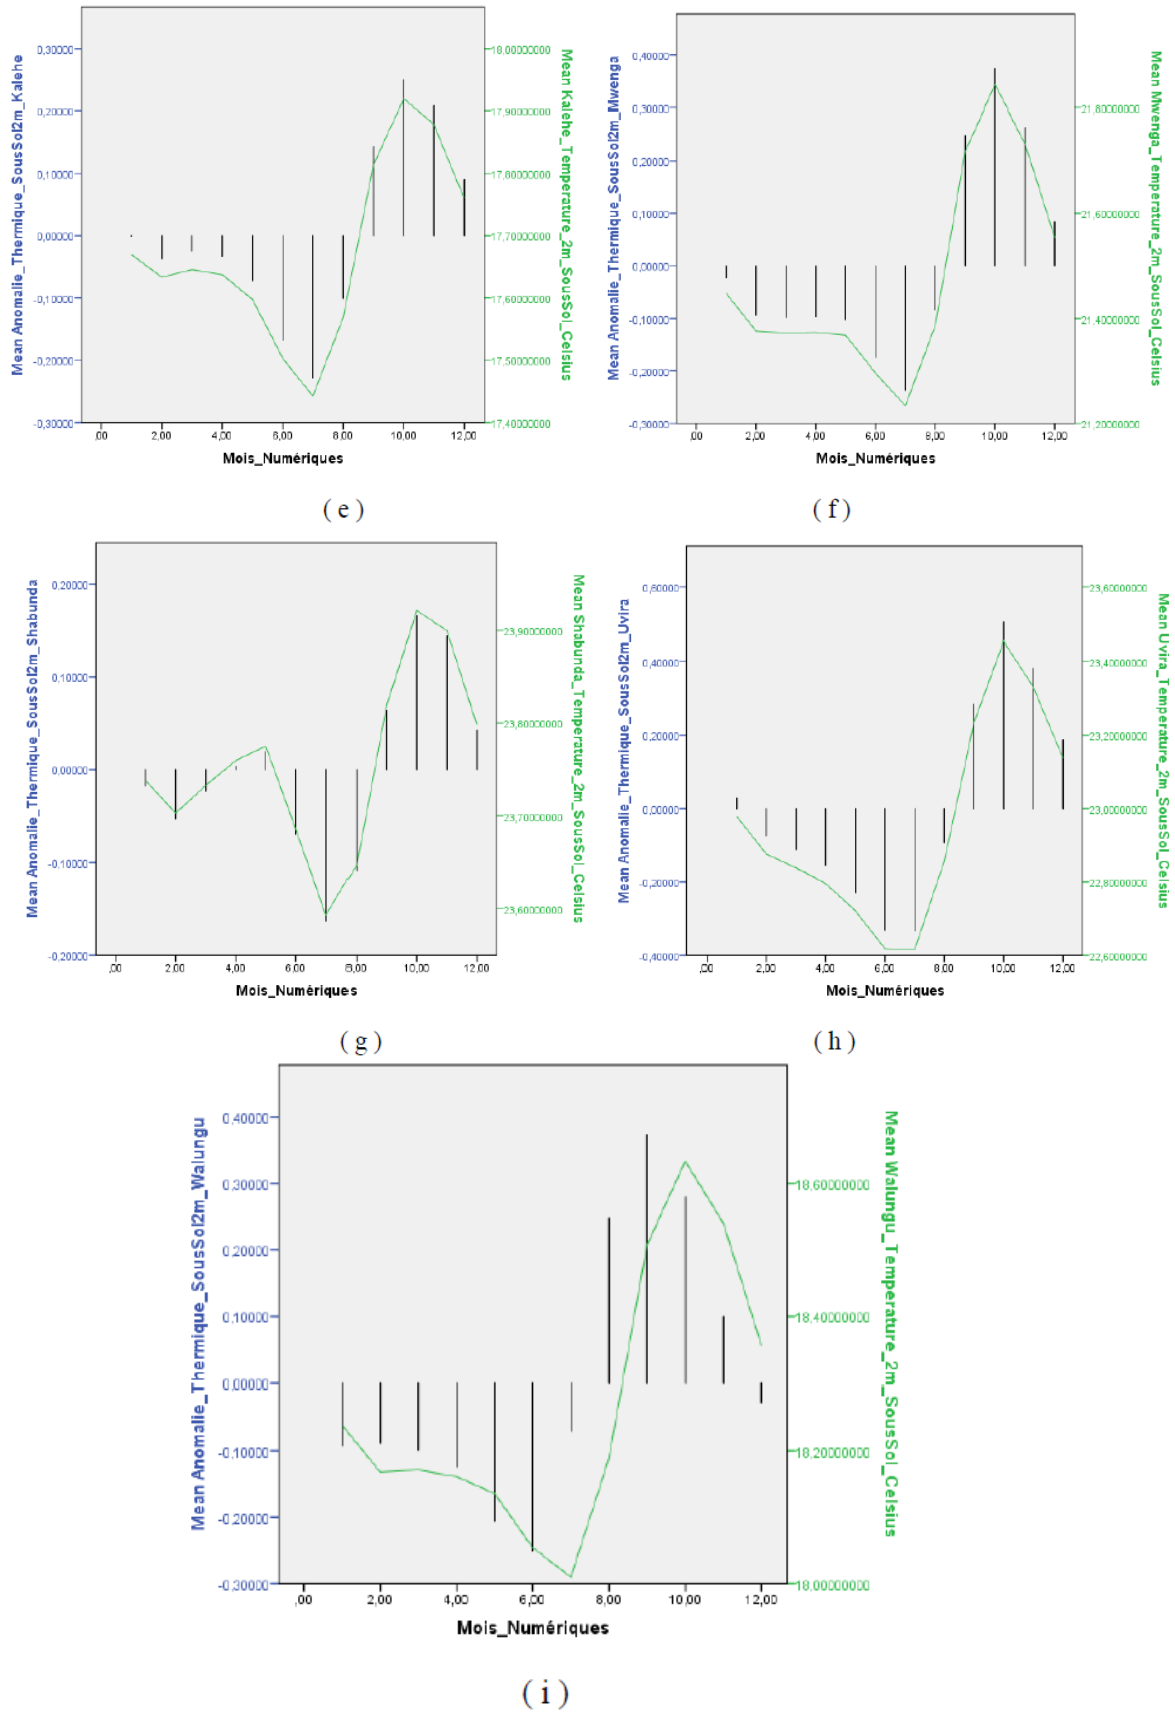 Mean Anomalie_Thermique_SousSol2m_Kalehe
0,30000
0,20000
0,10000
0,00000
-0,10000
-0,20000
-0,30000
18,00000000
17,90000000
17,80000000
17,70000000
17,60000000
17,50000000
17,40000000
Mean Kalehe_Temperature_2m_SousSol_Celsius
,00 2,00 4,00 6,00 8,00 10,00 12,00
Mois_Numériques
( e )
Mean Anomalie_Thermique_SousSol2m_Mwenga
0,40000
0,30000
0,20000
0,10000
0,00000
-0,10000
-0,20000
-0,30000
21,80000000
21,60000000
21,40000000
21,20000000
Mean Mwenga_Temperature_2m_SousSol_Celsius
,00 2,00 4,00 6,00 8,00 10,00 12,00
Mois_Numériques
( f )
Mean Anomalie_Thermique_SousSol2m_Shabunda
0,20000
0,10000
0,00000
-0,10000
-0,20000
23,90000000
23,80000000
23,70000000
23,60000000
Mean Shabunda_Temperature_2m_SousSol_Celsius
,00 2,00 4,00 6,00 8,00 10,00 12,00
Mois_Numériques
( g )
Mean Anomalie_Thermique_SousSol2m_Uvira
0,60000
0,40000
0,20000
0,00000
-0,20000
-0,40000
23,60000000
23,40000000
23,20000000
23,00000000
22,80000000
22,60000000
Mean Uvira_Temperature_2m_SousSol_Celsius
,00 2,00 4,00 6,00 8,00 10,00 12,00
Mois_Numériques
( h )
Mean Anomalie_Thermique_SousSol2m_Walungu
0,40000
0,30000
0,20000
0,10000
0,00000
-0,10000
-0,20000
-0,30000
18,60000000
18,40000000
18,20000000
18,00000000
Mean Walungu_Temperature_2m_SousSol_Celsius
,00 2,00 4,00 6,00 8,00 10,00 12,00
Mois_Numériques
( i )